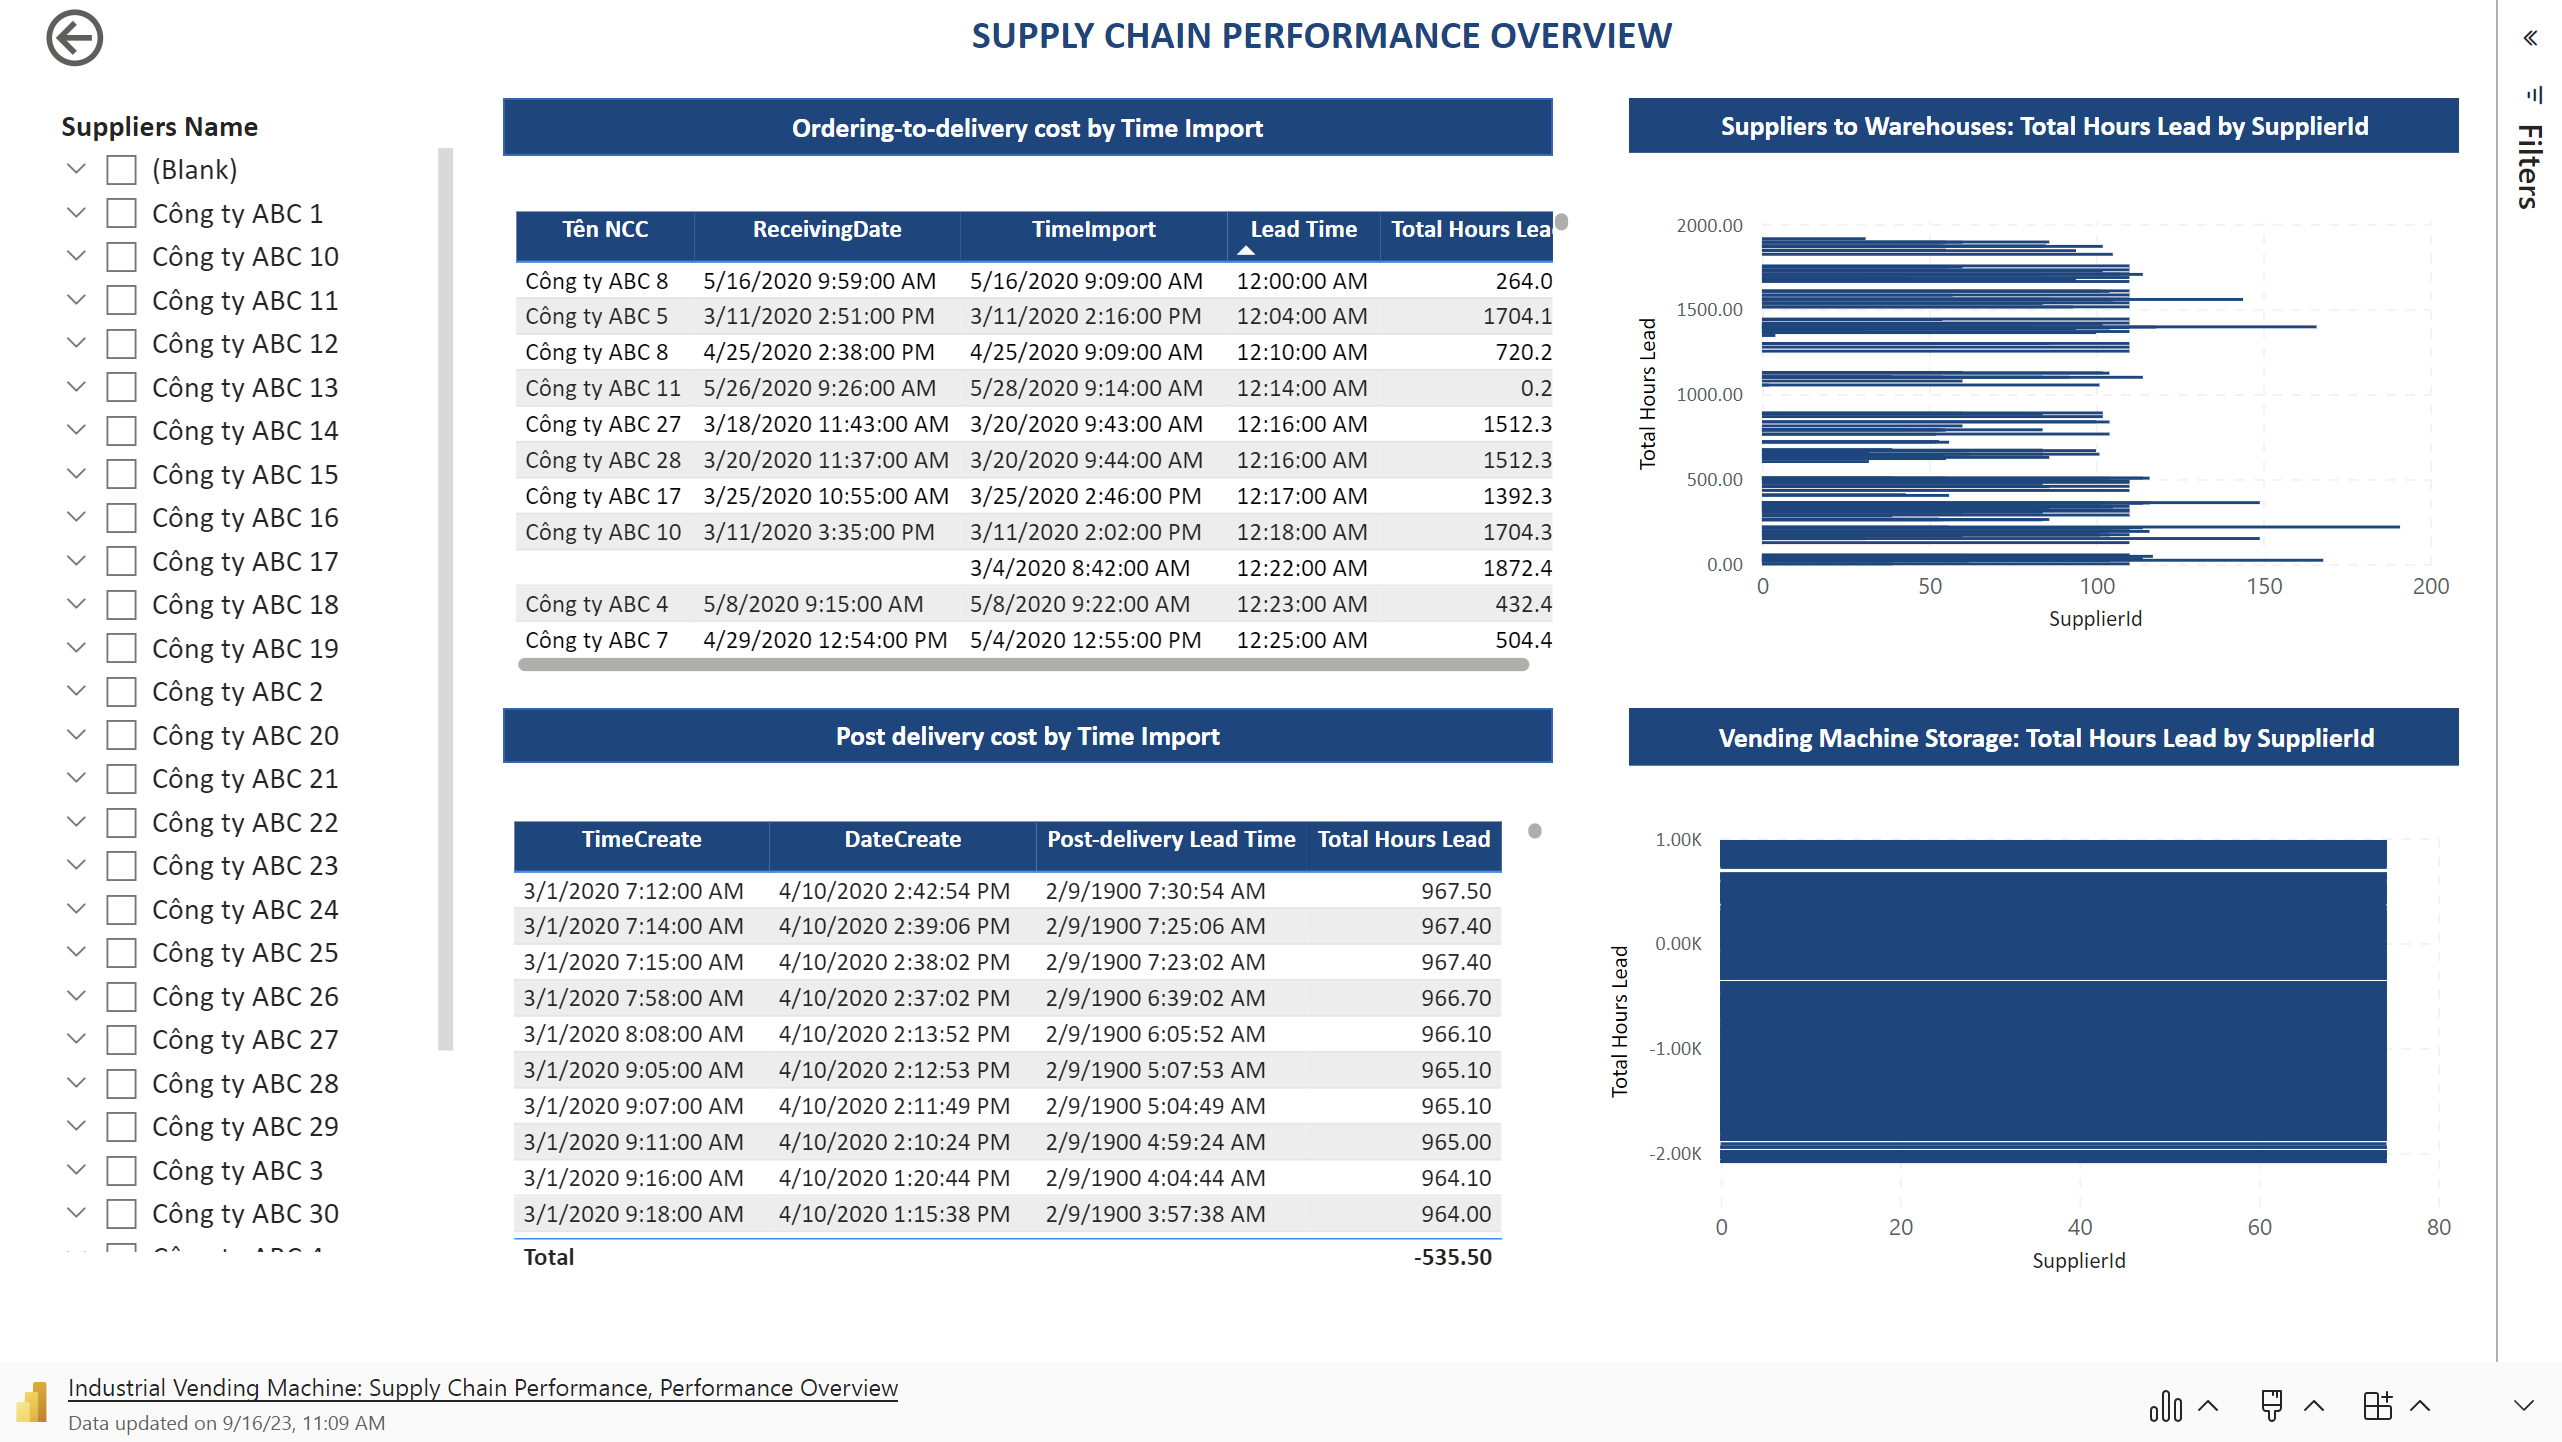 SUPPLY CHAIN PERFORMANCE OVERVIEW
Filters
Suppliers Name
(Blank)
Công ty ABC 1
Công ty ABC 10
Công ty ABC 11
Công ty ABC 12
Công ty ABC 13
Công ty ABC 14
Công ty ABC 15
Công ty ABC 16
Công ty ABC 17
Công ty ABC 18
Công ty ABC 19
Công ty ABC 2
Công ty ABC 20
Công ty ABC 21
Công ty ABC 22
Công ty ABC 23
Công ty ABC 24
Công ty ABC 25
Công ty ABC 26
Công ty ABC 27
Công ty ABC 28
Công ty ABC 29
Công ty ABC 3
Công ty ABC 30
Ordering-to-delivery cost by Time Import
Tên NCC ReceivingDate TimeImport Lead Time Total Hours Lea
Công ty ABC 8 5/16/2020 9:59:00 AM 5/16/2020 9:09:00 AM 12:00:00 AM 264.0
Công ty ABC 5 3/11/2020 2:51:00 PM 3/11/2020 2:16:00 PM 12:04:00 AM 1704.1
Công ty ABC 8 4/25/2020 2:38:00 PM 4/25/2020 9:09:00 AM 12:10:00 AM 720.2
Công ty ABC 11 5/26/2020 9:26:00 AM 5/28/2020 9:14:00 AM 12:14:00 AM 0.2
Công ty ABC 27 3/18/2020 11:43:00 AM 3/20/2020 9:43:00 AM 12:16:00 AM 1512.3
Công ty ABC 28 3/20/2020 11:37:00 AM 3/20/2020 9:44:00 AM 12:16:00 AM 1512.3
Công ty ABC 17 3/25/2020 10:55:00 AM 3/25/2020 2:46:00 PM 12:17:00 AM 1392.3
Công ty ABC 10 3/11/2020 3:35:00 PM 3/11/2020 2:02:00 PM 12:18:00 AM 1704.3
3/4/2020 8:42:00 AM 12:22:00 AM 1872.4
Công ty ABC 4 5/8/2020 9:15:00 AM 5/8/2020 9:22:00 AM 12:23:00 AM 432.4
Công ty ABC 7 4/29/2020 12:54:00 PM 5/4/2020 12:55:00 PM 12:25:00 AM 504.4
Suppliers to Warehouses: Total Hours Lead by SupplierId
Total Hours Lead
2000.00
1500.00
1000.00
500.00
0.00
0 50 100 150 200
SupplierId
Post delivery cost by Time Import
TimeCreate DateCreate Post-delivery Lead Time Total Hours Lead
3/1/2020 7:12:00 AM 4/10/2020 2:42:54 PM 2/9/1900 7:30:54 AM 967.50
3/1/2020 7:14:00 AM 4/10/2020 2:39:06 PM 2/9/1900 7:25:06 AM 967.40
3/1/2020 7:15:00 AM 4/10/2020 2:38:02 PM 2/9/1900 7:23:02 AM 967.40
3/1/2020 7:58:00 AM 4/10/2020 2:37:02 PM 2/9/1900 6:39:02 AM 966.70
3/1/2020 8:08:00 AM 4/10/2020 2:13:52 PM 2/9/1900 6:05:52 AM 966.10
3/1/2020 9:05:00 AM 4/10/2020 2:12:53 PM 2/9/1900 5:07:53 AM 965.10
3/1/2020 9:07:00 AM 4/10/2020 2:11:49 PM 2/9/1900 5:04:49 AM 965.10
3/1/2020 9:11:00 AM 4/10/2020 2:10:24 PM 2/9/1900 4:59:24 AM 965.00
3/1/2020 9:16:00 AM 4/10/2020 1:20:44 PM 2/9/1900 4:04:44 AM 964.10
3/1/2020 9:18:00 AM 4/10/2020 1:15:38 PM 2/9/1900 3:57:38 AM 964.00
Total -535.50
Vending Machine Storage: Total Hours Lead by SupplierId
Total Hours Lead
1.00K
0.00K
-1.00K
-2.00K
0 20 40 60 80
SupplierId
Industrial Vending Machine: Supply Chain Performance, Performance Overview
Data updated on 9/16/23, 11:09 AM